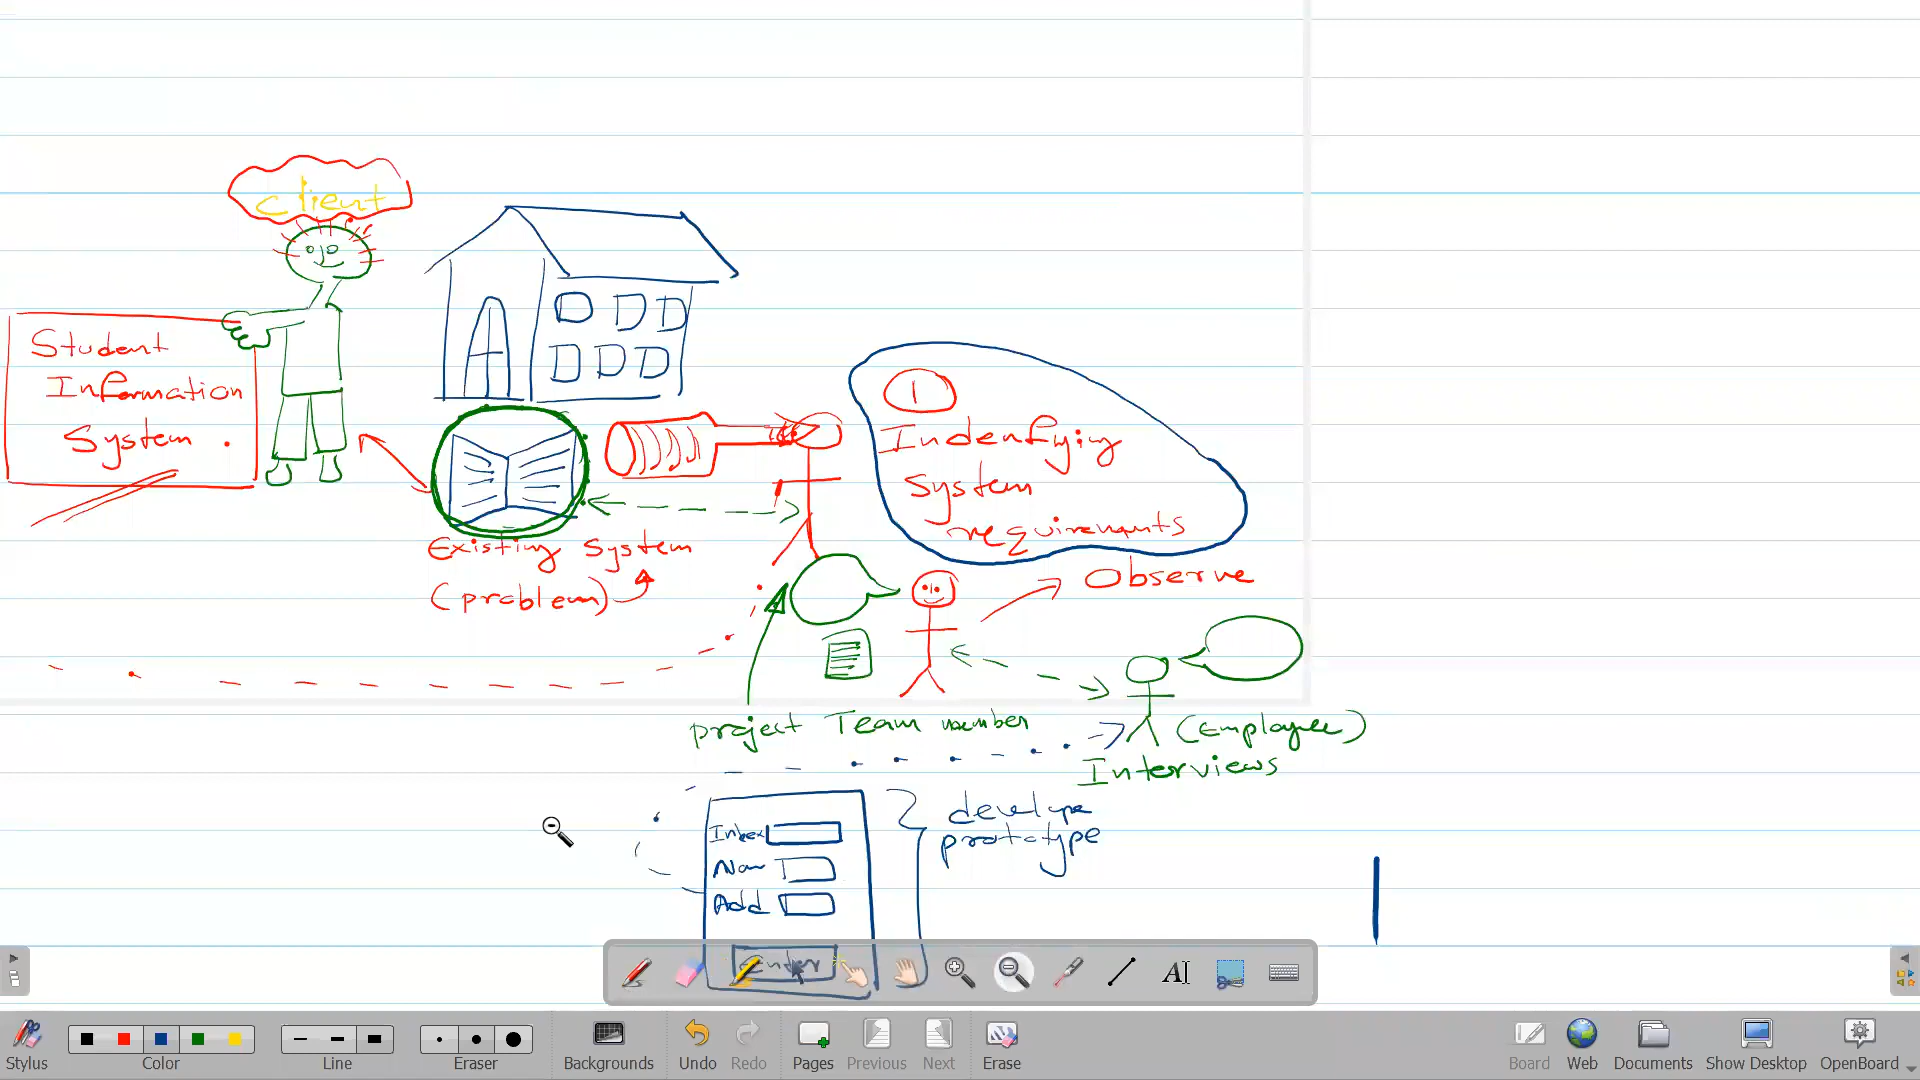 client
Student
Information
System .
1
Indenfying
System
requirements
Existing System
(problem)
Observe
project Team member
(Employee)
Interviews
Index
Nam
Add
Enter
develope
prototype
Stylus
Color
Line
Eraser
Backgrounds
Undo
Redo
Pages
Previous
Next
Erase
Board
Web
Documents
Show Desktop
OpenBoard